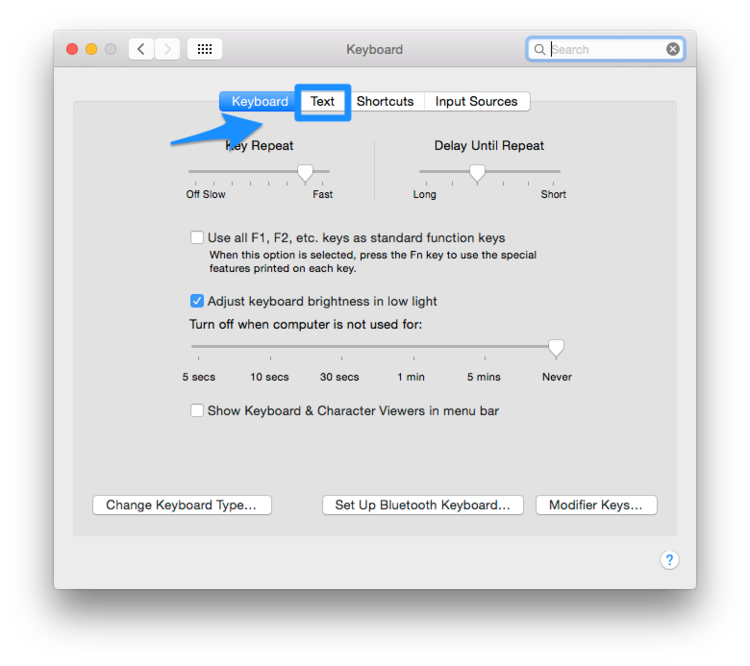 Keyboard
Search
Keyboard Text Shortcuts Input Sources
Key Repeat Delay Until Repeat
Off Slow Fast Long Short
Use all F1, F2, etc. keys as standard function keys
When this option is selected, press the Fn key to use the special
features printed on each key.
Adjust keyboard brightness in low light
Turn off when computer is not used for:
5 secs 10 secs 30 secs 1 min 5 mins Never
Show Keyboard & Character Viewers in menu bar
Change Keyboard Type... Set Up Bluetooth Keyboard... Modifier Keys...
?